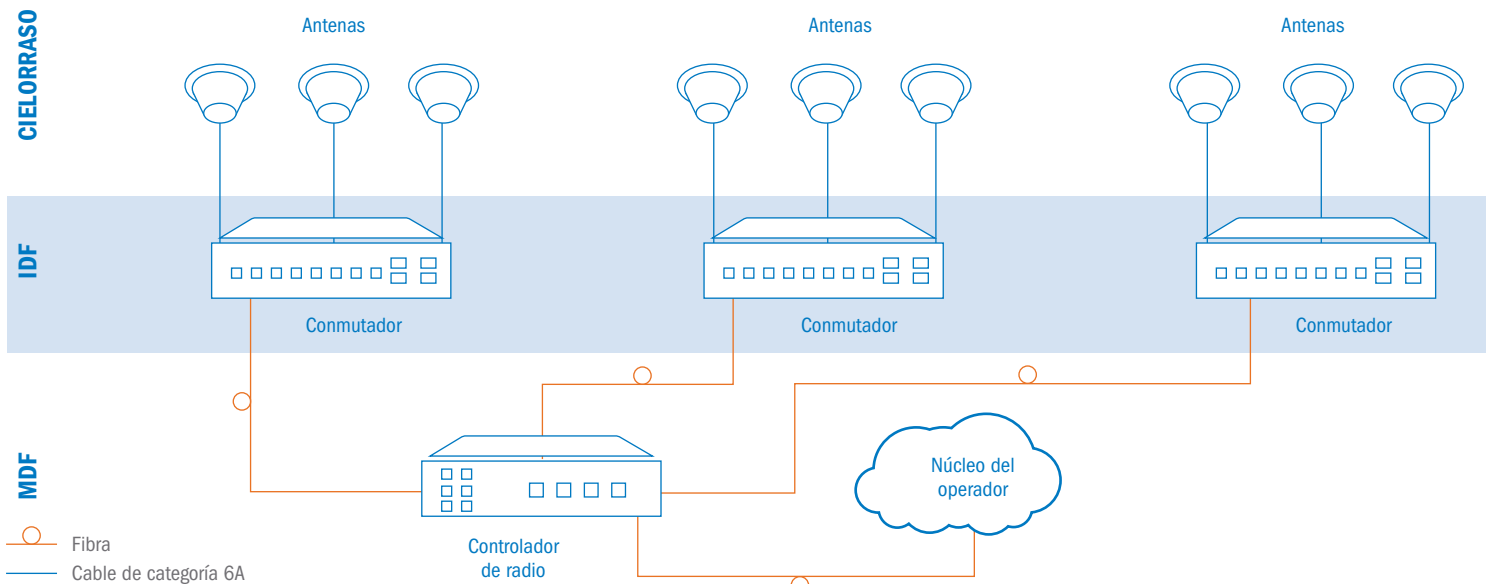 CIELORRASO
Antenas
Antenas
Antenas
IDF
Conmutador
Conmutador
Conmutador
MDF
Núcleo del
operador
Controlador
de radio
Fibra
Cable de categoría 6A